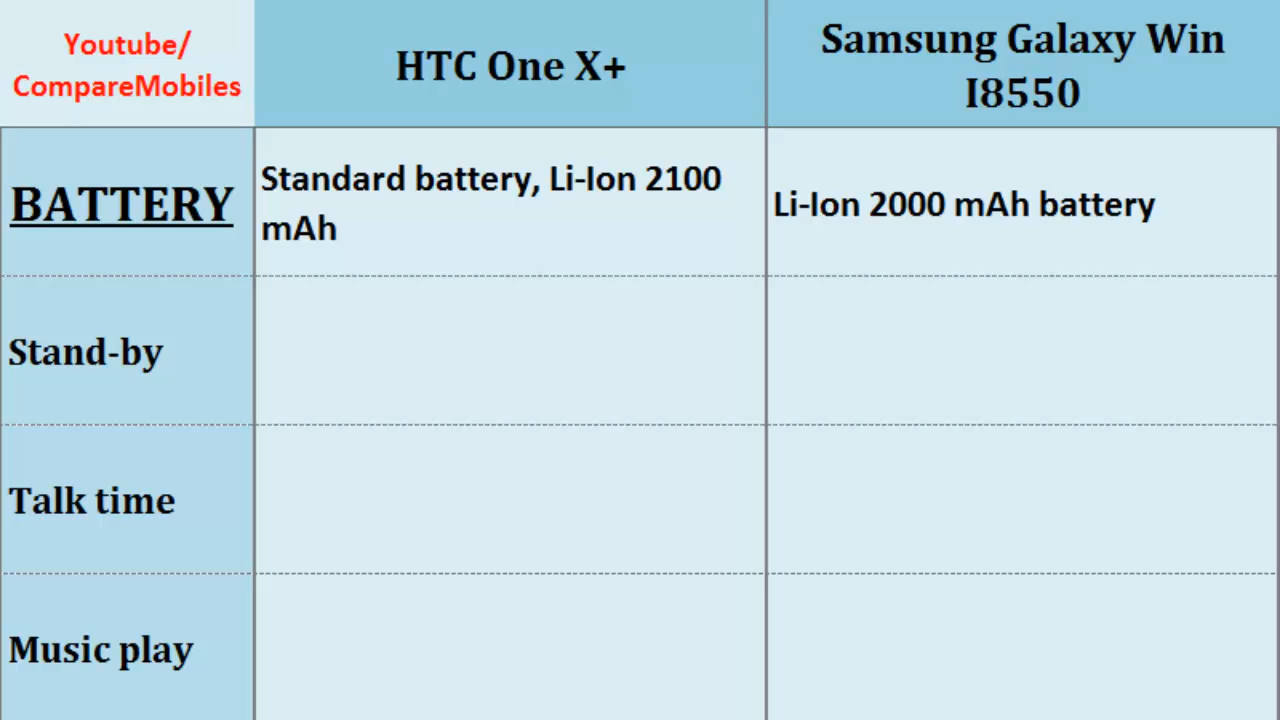 Youtube/
CompareMobiles
HTC One X+
Samsung Galaxy Win
I8550
BATTERY
Standard battery, Li-Ion 2100
mAh
Li-Ion 2000 mAh battery
Stand-by
Talk time
Music play